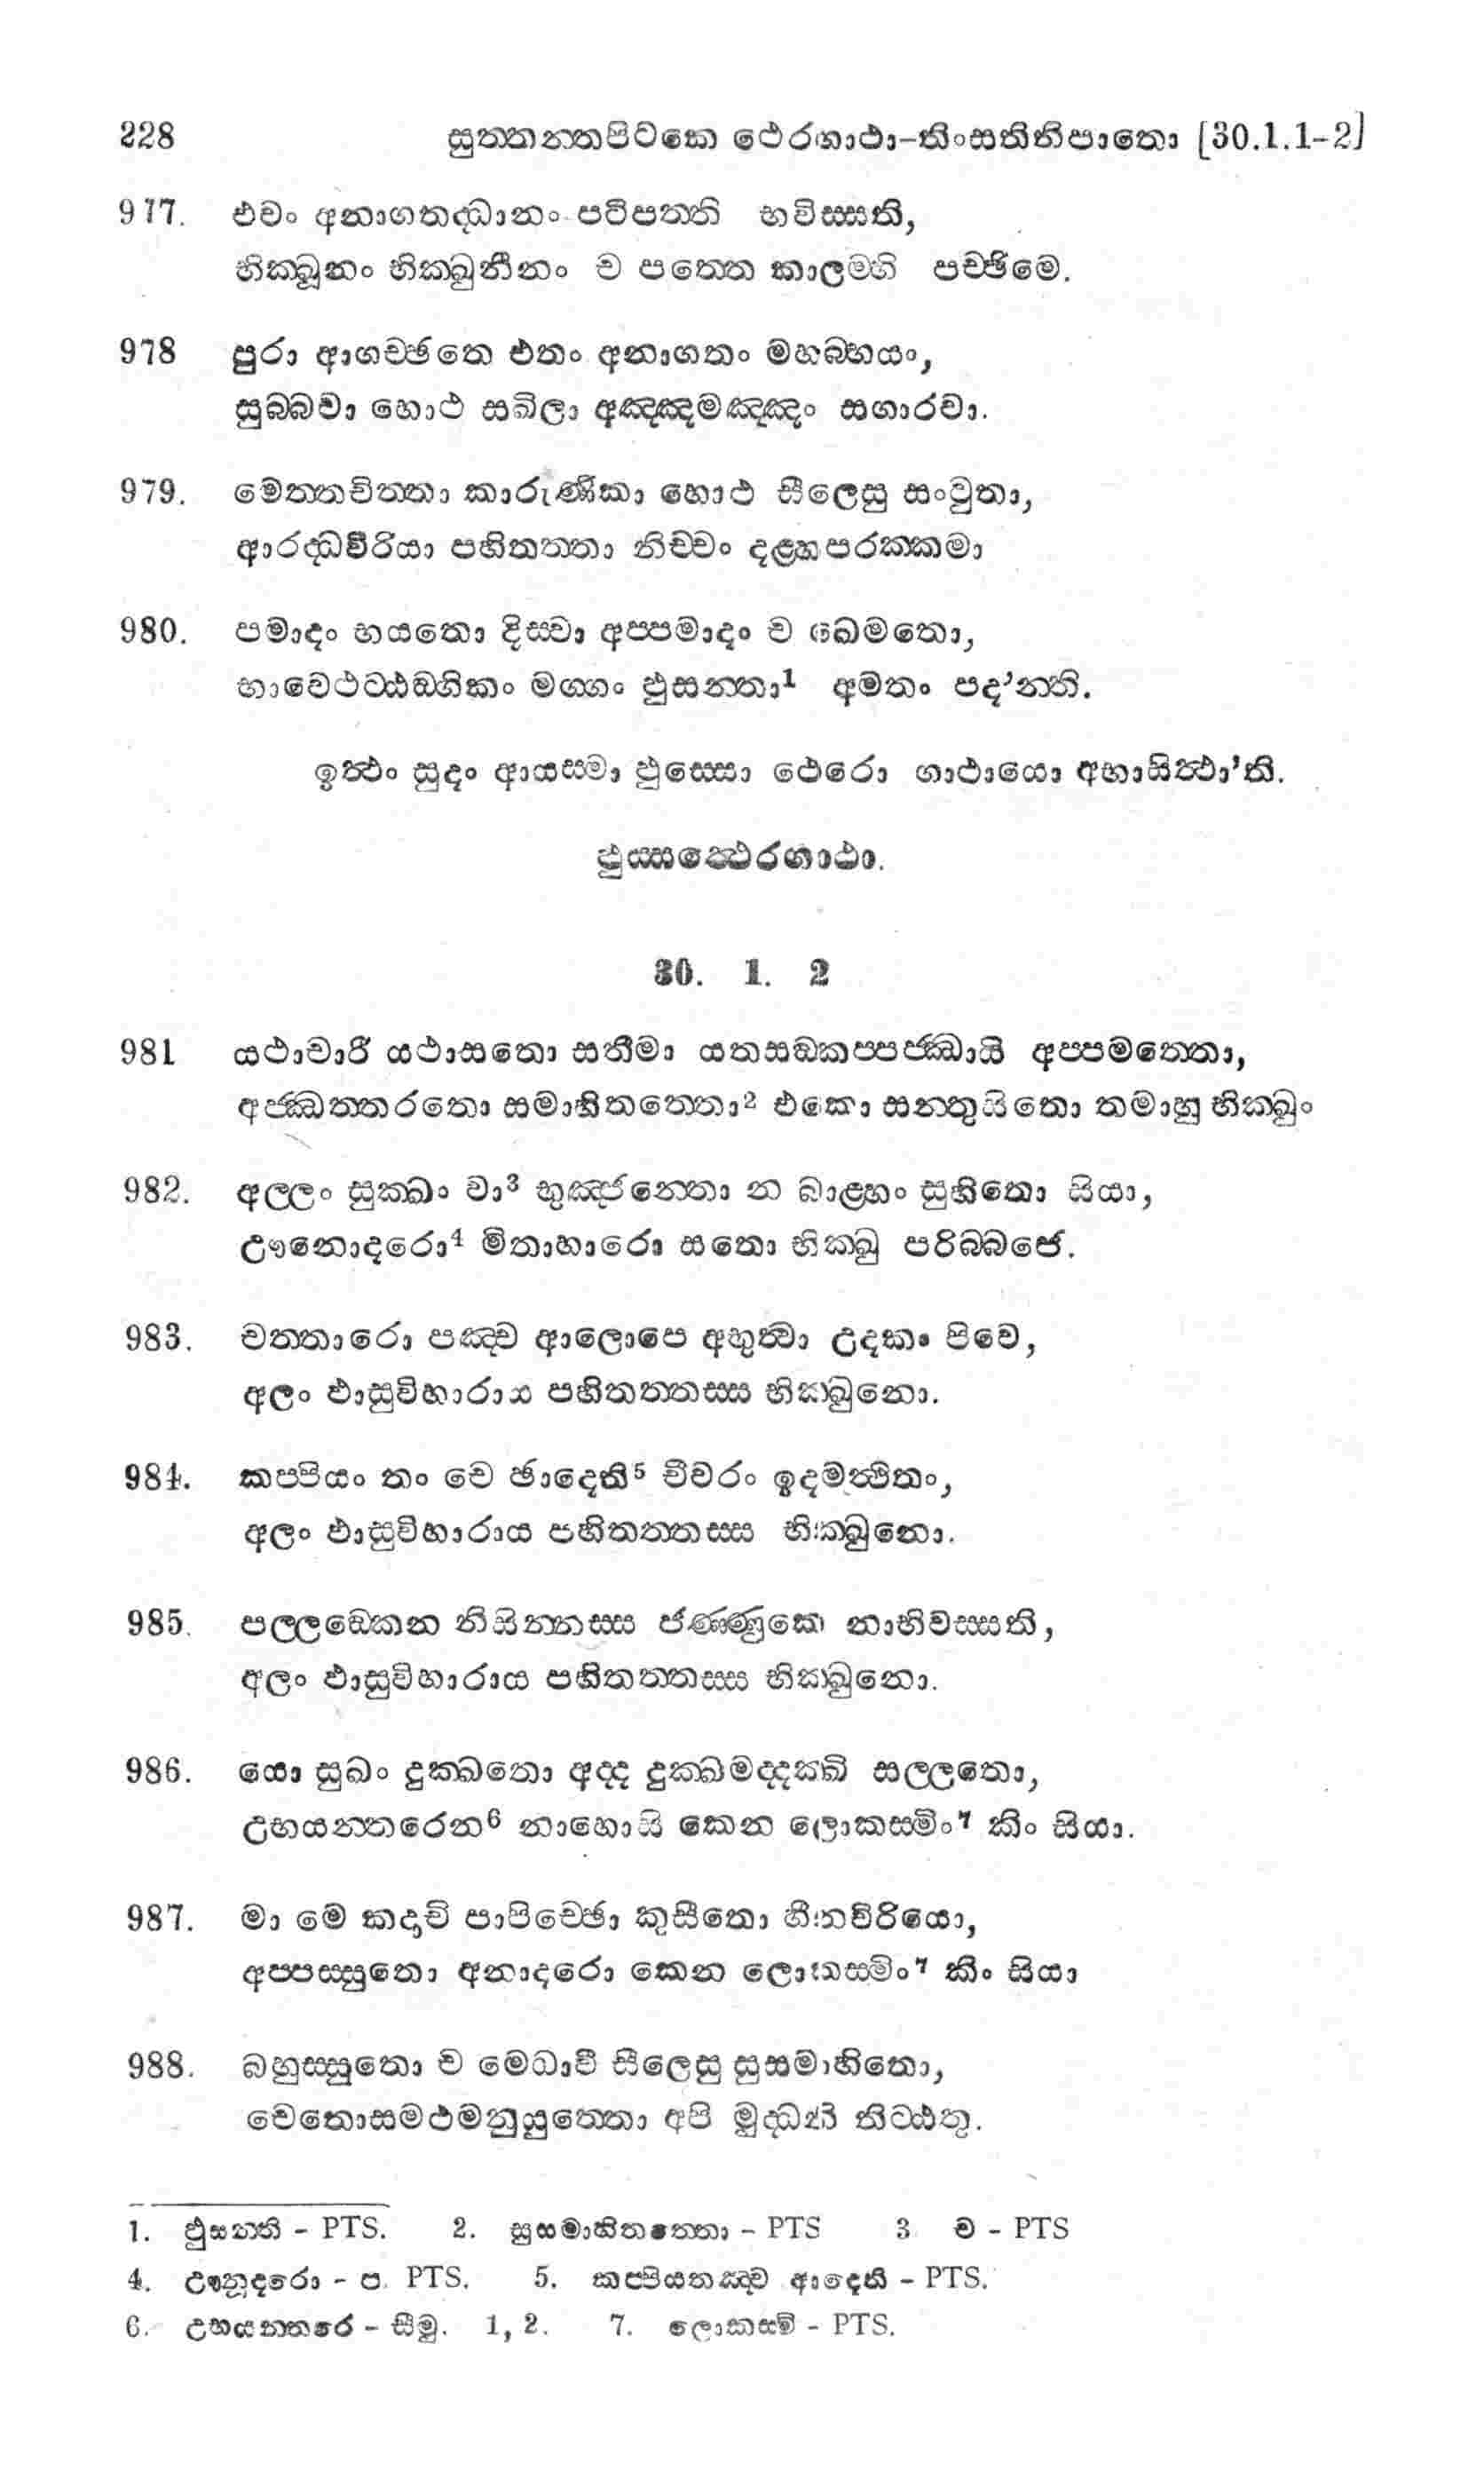 228 සුත්තන්තපිටකෙ ථෙරගාථා-තිංසතිනිපාතො [30.1.1-2]
977. එවං අනාගතද්ධානං පටිපත්ති භවිස්සති,
භික්ඛූනං භික්ඛුනීනං ච පත්තෙ කාලම්හි පච්ඡිමෙ.
978 පුරා ආගච්ඡතෙ එතං අනාගතං මහබ්භයං,
සුබ්බචා හොථ සඛිලා අඤ්ඤමඤ්ඤං සගාරවා.
979. මෙත්තචිත්තා කාරුණිකා හොථ සීලෙසු සංවුතා,
ආරද්ධවීරියා පහිතත්තා නිච්චං දළ්හපරක්කමා
980. පමාදං භයතො දිස්වා අප්පමාදං ච ඛෙමතො,
භාවෙථට්ඨඞ්ගිකං මග්ගං ඵුසන්තා¹ අමතං පද’න්ති.
ඉත්ථං සුදං ආයස්මා ඵුස්සො ථෙරො ගාථායො අභාසිත්ථා’ති.
ඵුස්සත්ථෙරගාථා.
30. 1. 2
981 යථාචාරී යථාසතො සතීමා යතසඞ්කප්පජ්ඣායි අප්පමත්තො,
අජ්ඣත්තරතො සමාහිතත්තො² එකො සන්තුසිතො තමාහු භික්ඛුං
982. අල්ලං සුක්ඛං වා³ භුඤ්ජන්තො න බාළ්හං සුහිතො සියා,
ඌනොදරො⁴ මිතාහාරො සතො භික්ඛු පරිබ්බජෙ.
983. චත්තාරො පඤ්ච ආලොපෙ අභුත්වා උදකං පිවෙ,
අලං ඵාසුවිහාරාය පහිතත්තස්ස භික්ඛුනො.
984. කප්පියං තං චෙ ඡාදෙති⁵ චීවරං ඉදමත්ථිතං,
අලං ඵාසුවිහාරාය පහිතත්තස්ස භික්ඛුනො.
985. පල්ලඞ්කෙන නිසින්නස්ස ජණ්ණුකෙ නාභිවස්සති,
අලං ඵාසුවිහාරාය පහිතත්තස්ස භික්ඛුනො.
986. යො සුඛං දුක්ඛතො අද්ද දුක්ඛමද්දක්ඛි සල්ලතො,
උභයන්තරෙන⁶ නාහොසි කෙන ලොකස්මිං⁷ කිං සියා.
987. මා මෙ කදාචි පාපිච්ඡො කුසීතො හීනවීරියො,
අප්පස්සුතො අනාදරො කෙන ලොකස්මිං⁷ කිං සියා
988. බහුස්සුතො ච මෙධාවී සීලෙසු සුසමාහිතො,
චෙතොසමථමනුයුත්තො අපි මුද්ධනි තිට්ඨතු.
1. ඵුසන්ති - PTS. 2. සුසමාහිතත්තො - PTS 3 ච - PTS
4. ඌනූදරො - ප. PTS. 5. කප්පියතඤ්ච ආදෙති - PTS.
6. උභයන්තරෙ - සීමු. 1, 2. 7. ලොකස්මි - PTS.